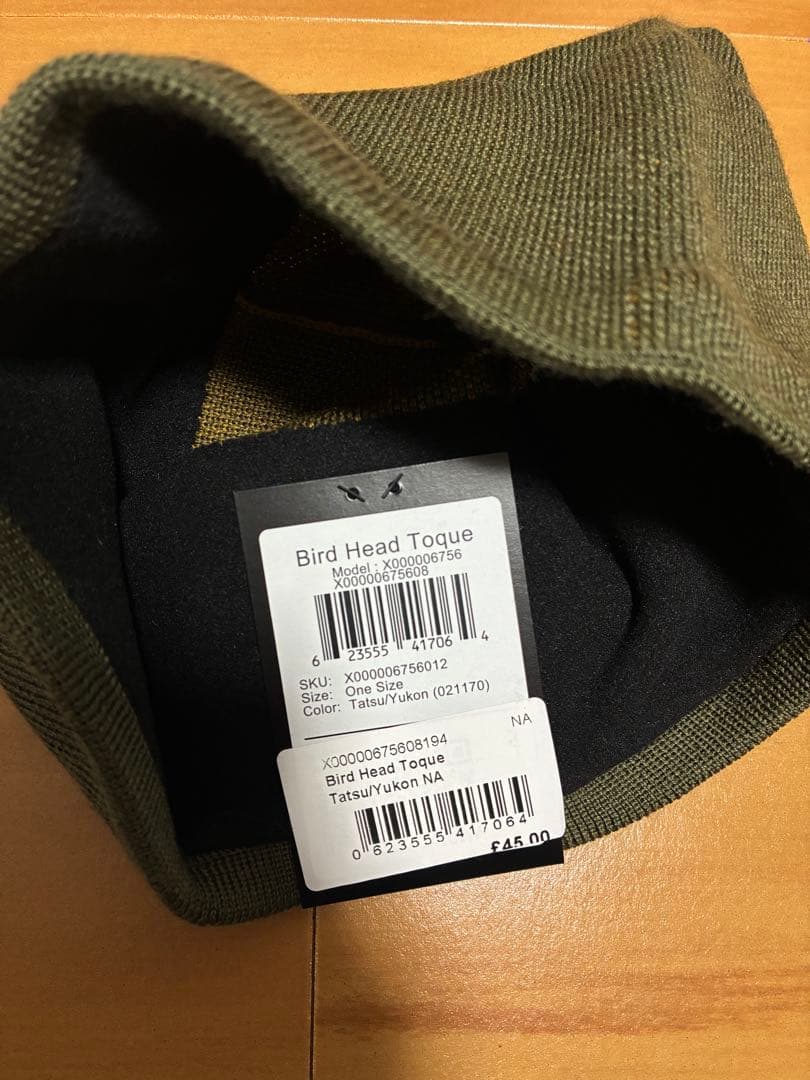 Bird Head Toque
Model : X000006756
X00000675608
6 23555 41706 4
SKU: X000006756012
Size: One Size
Color: Tatsu/Yukon (021170)
NA
X00000675608194
Bird Head Toque
Tatsu/Yukon NA
0 623555 417064
£45.00